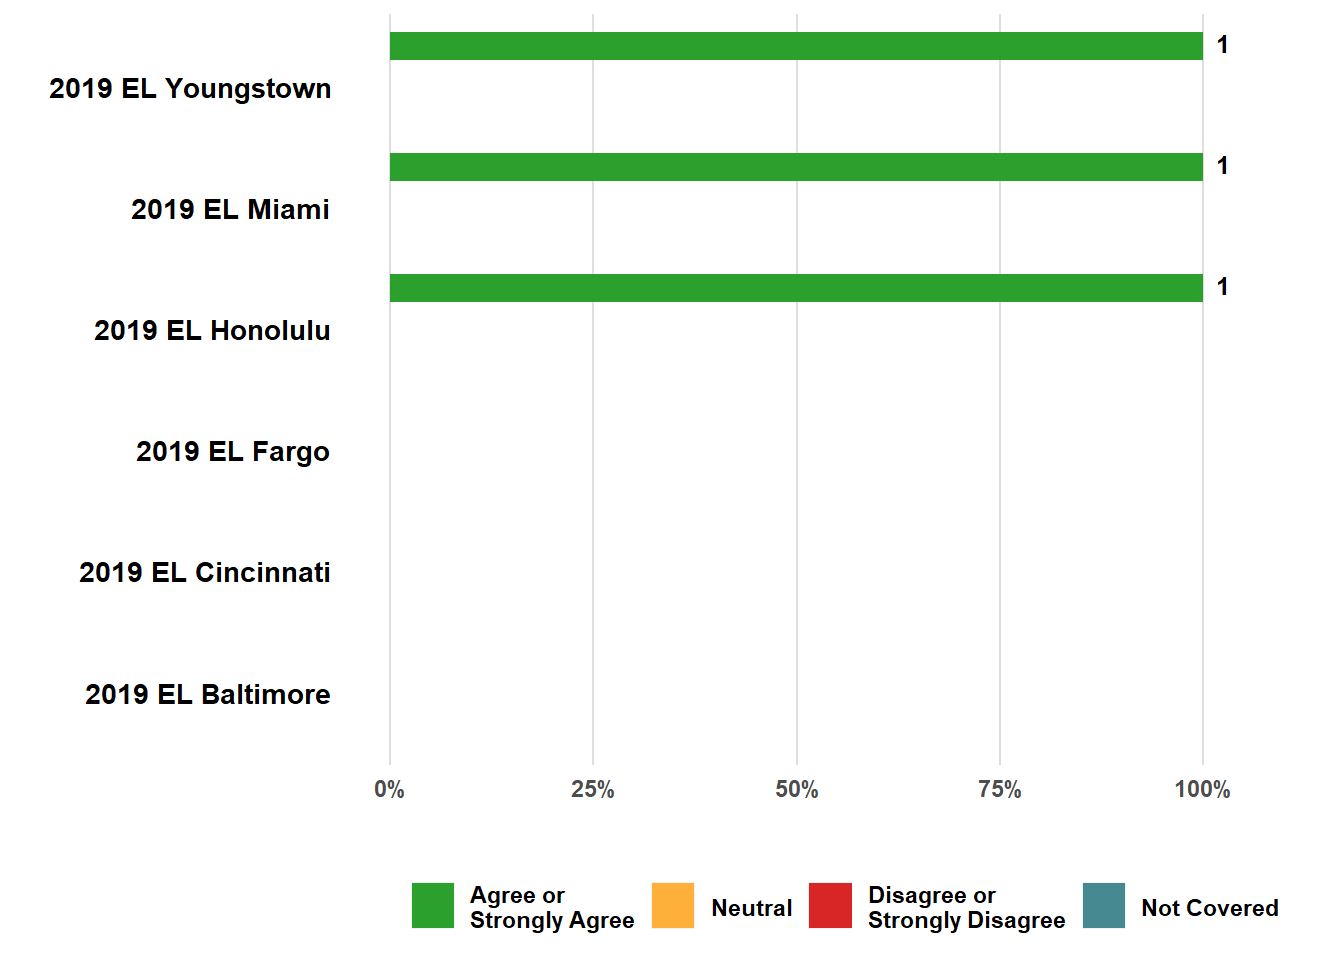 1
2019 EL Youngstown
1
2019 EL Miami
1
2019 EL Honolulu
2019 EL Fargo
2019 EL Cincinnati
2019 EL Baltimore
0% 25% 50% 75% 100%
Agree or
Strongly Agree
Neutral
Disagree or
Strongly Disagree
Not Covered